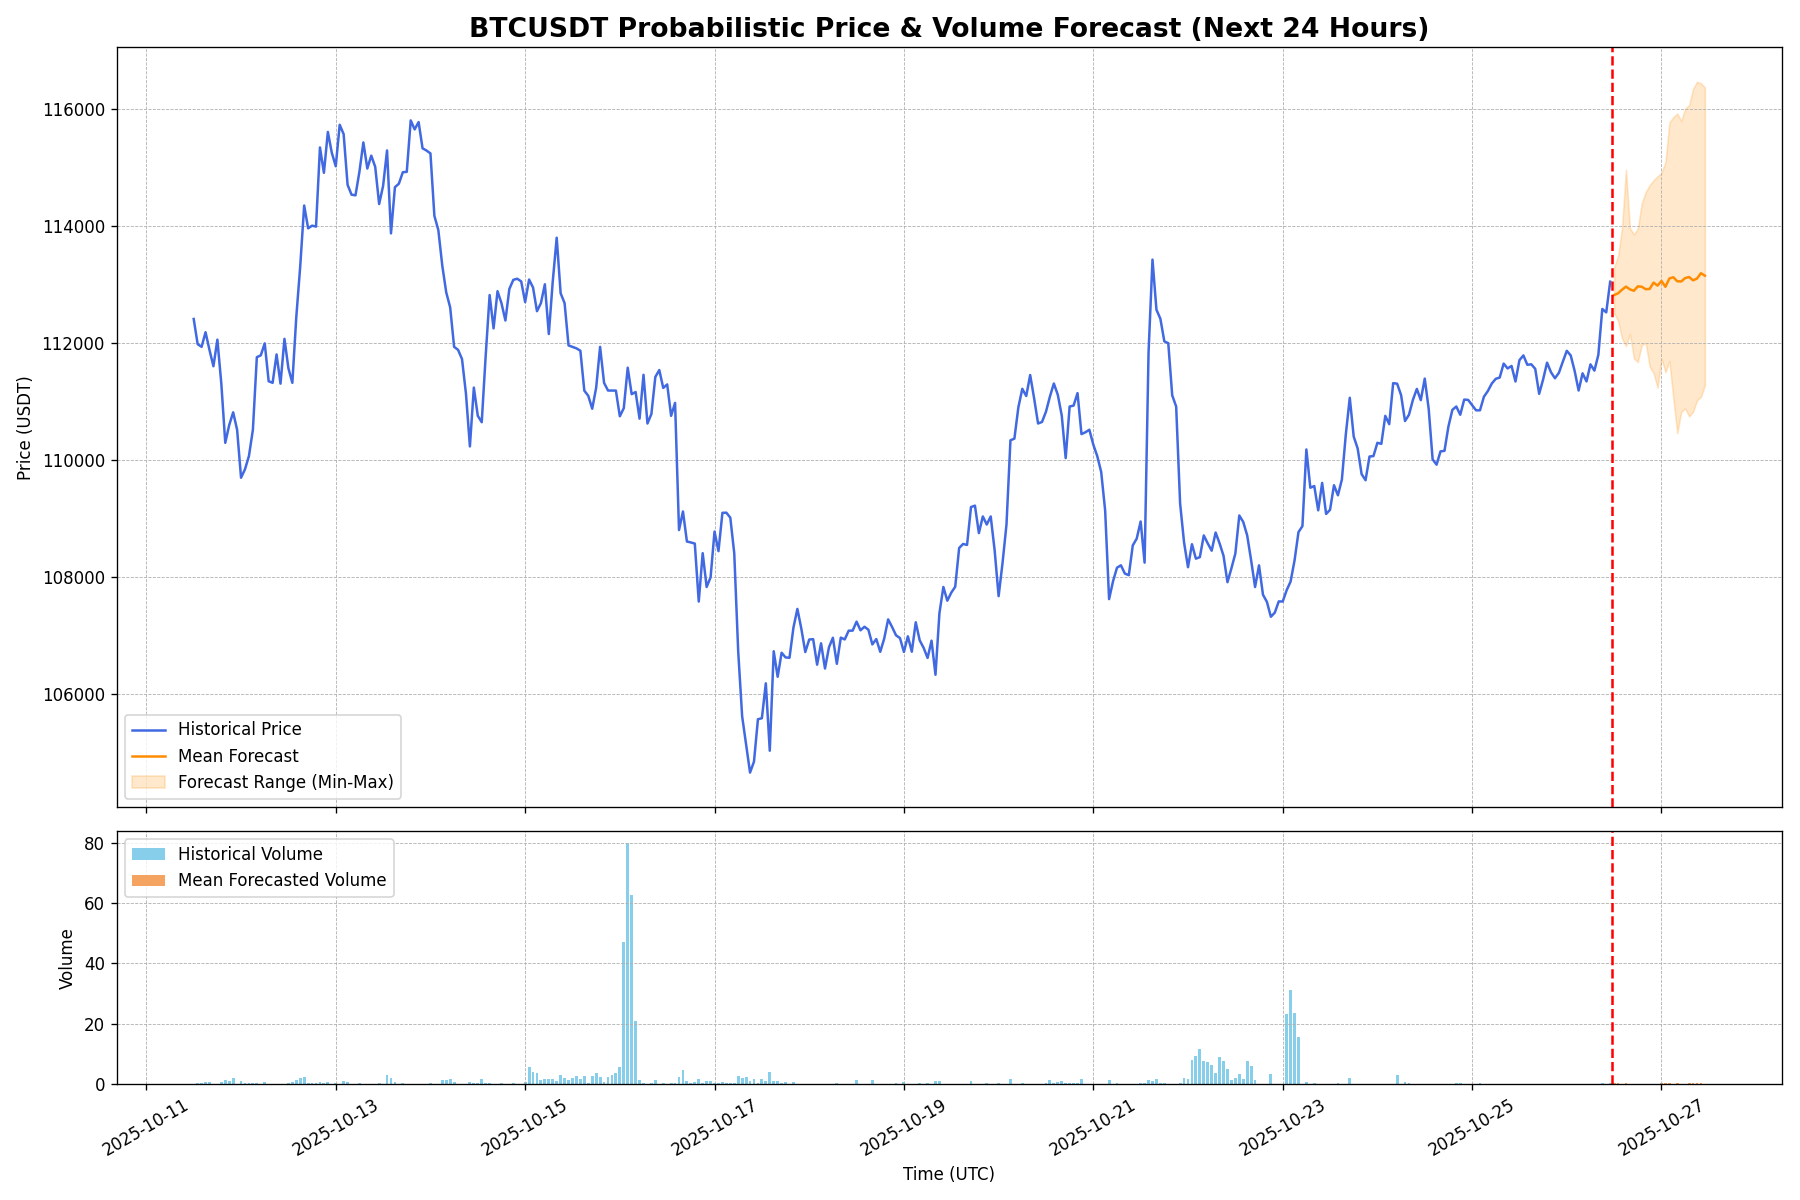 BTCUSDT Probabilistic Price & Volume Forecast (Next 24 Hours)
116000
114000
112000
110000
108000
106000
Price (USDT)
Historical Price
Mean Forecast
Forecast Range (Min-Max)
80
60
40
20
0
Volume
Historical Volume
Mean Forecasted Volume
2025-10-11
2025-10-13
2025-10-15
2025-10-17
2025-10-19
2025-10-21
2025-10-23
2025-10-25
2025-10-27
Time (UTC)